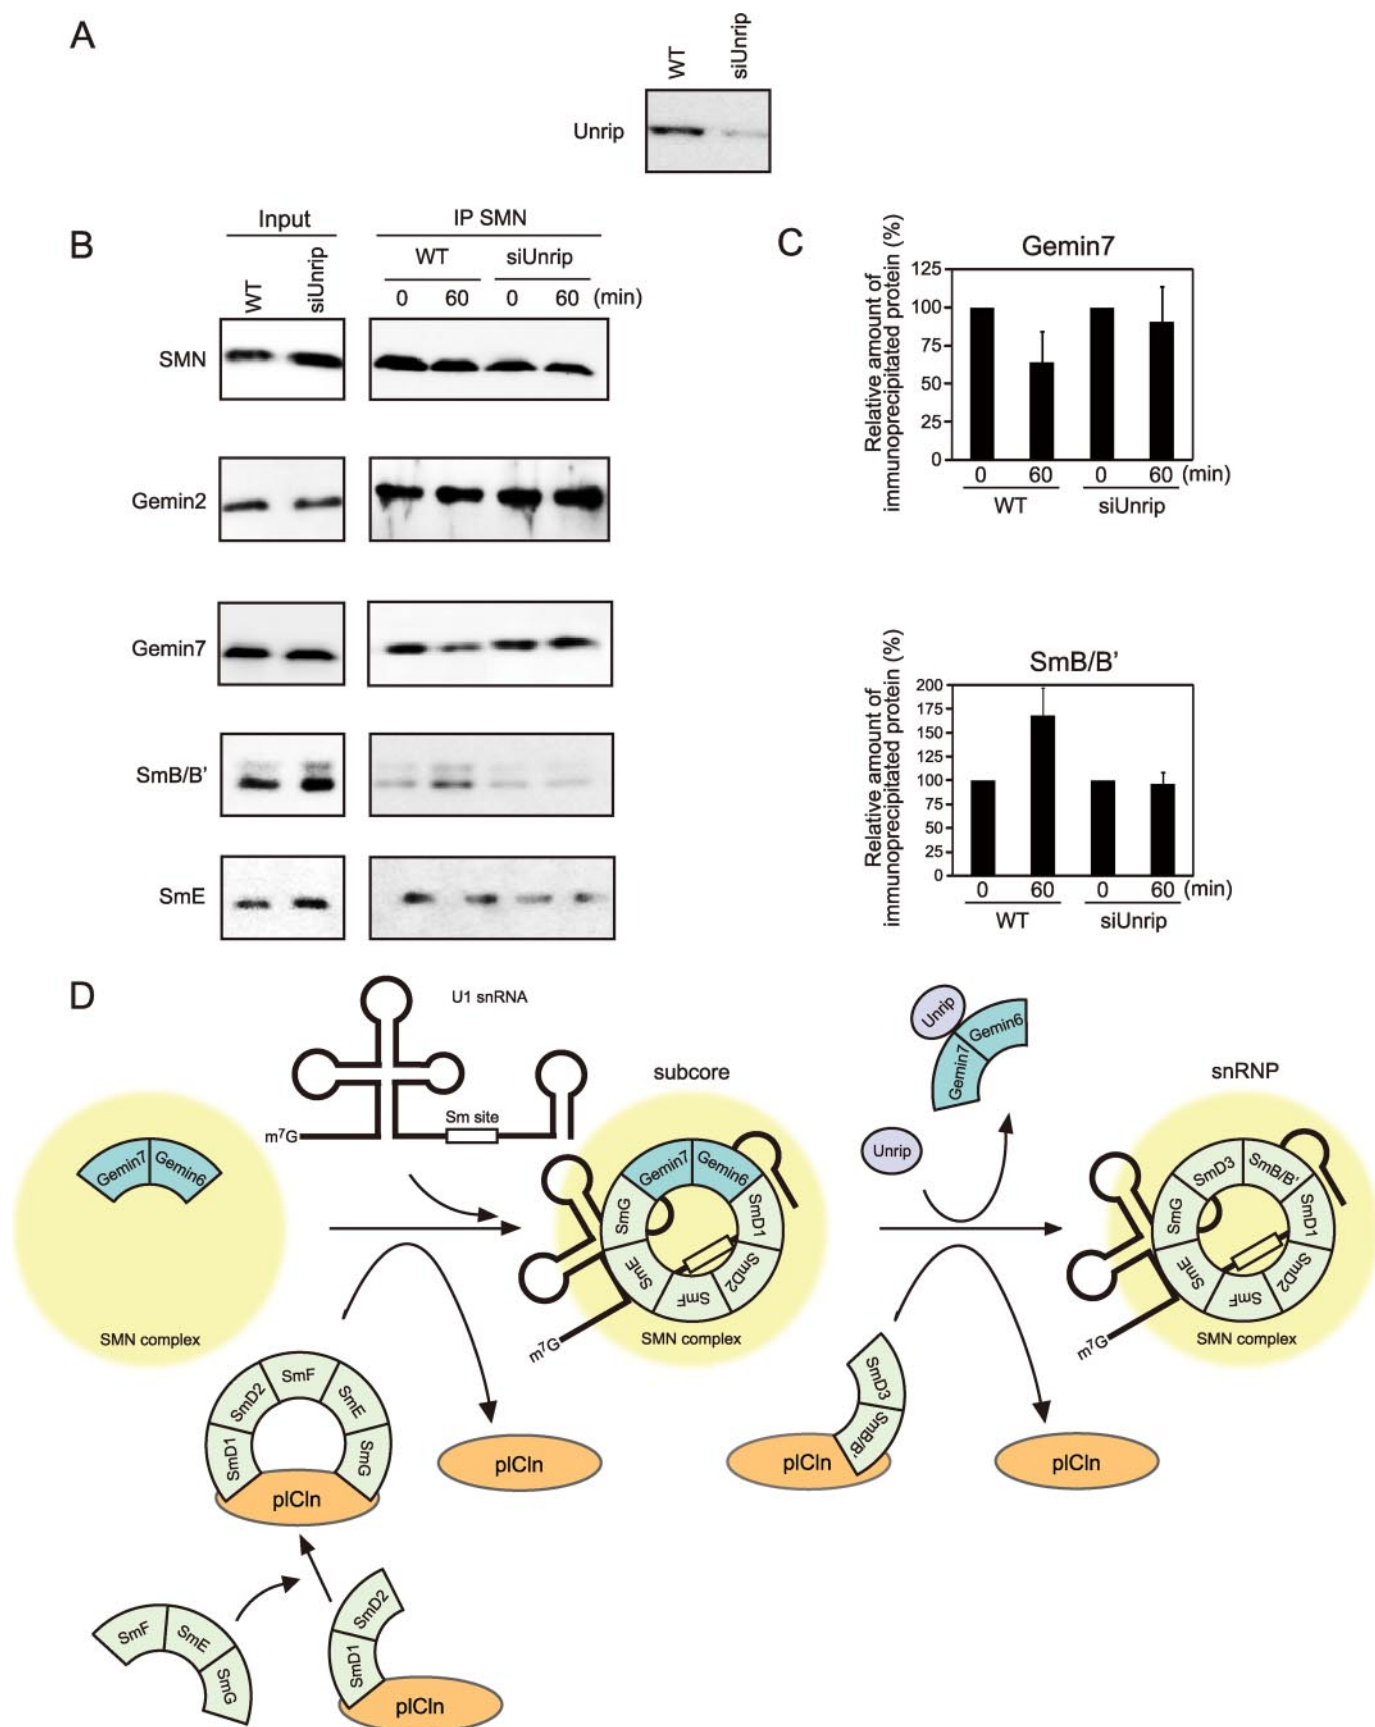 A
WT
siUnrip
Unrip
B
Input
IP SMN
WT
siUnrip
WT
siUnrip
0
60
0
60
(min)
SMN
Gemin2
Gemin7
SmB/B’
SmE
C
Gemin7
Relative amount of
immunoprecipitated protein (%)
125
100
75
50
25
0
0
60
0
60
(min)
WT
siUnrip
SmB/B’
Relative amount of
immunoprecipitated protein (%)
200
175
150
125
100
75
50
25
0
0
60
0
60
(min)
WT
siUnrip
D
U1 snRNA
Sm site
m⁷G
Gemin7
Gemin6
SMN complex
subcore
Gemin7
Gemin6
SmG
SmD1
SmE
SmD2
SmF
m⁷G
SMN complex
Unrip
Gemin7
Gemin6
Unrip
snRNP
SmD3
SmB/B'
SmG
SmD1
SmE
SmD2
SmF
m⁷G
SMN complex
SmD1
SmD2
SmF
SmE
SmG
pICln
pICln
SmD3
SmB/B'
pICln
pICln
SmF
SmE
SmG
SmD2
SmD1
pICln